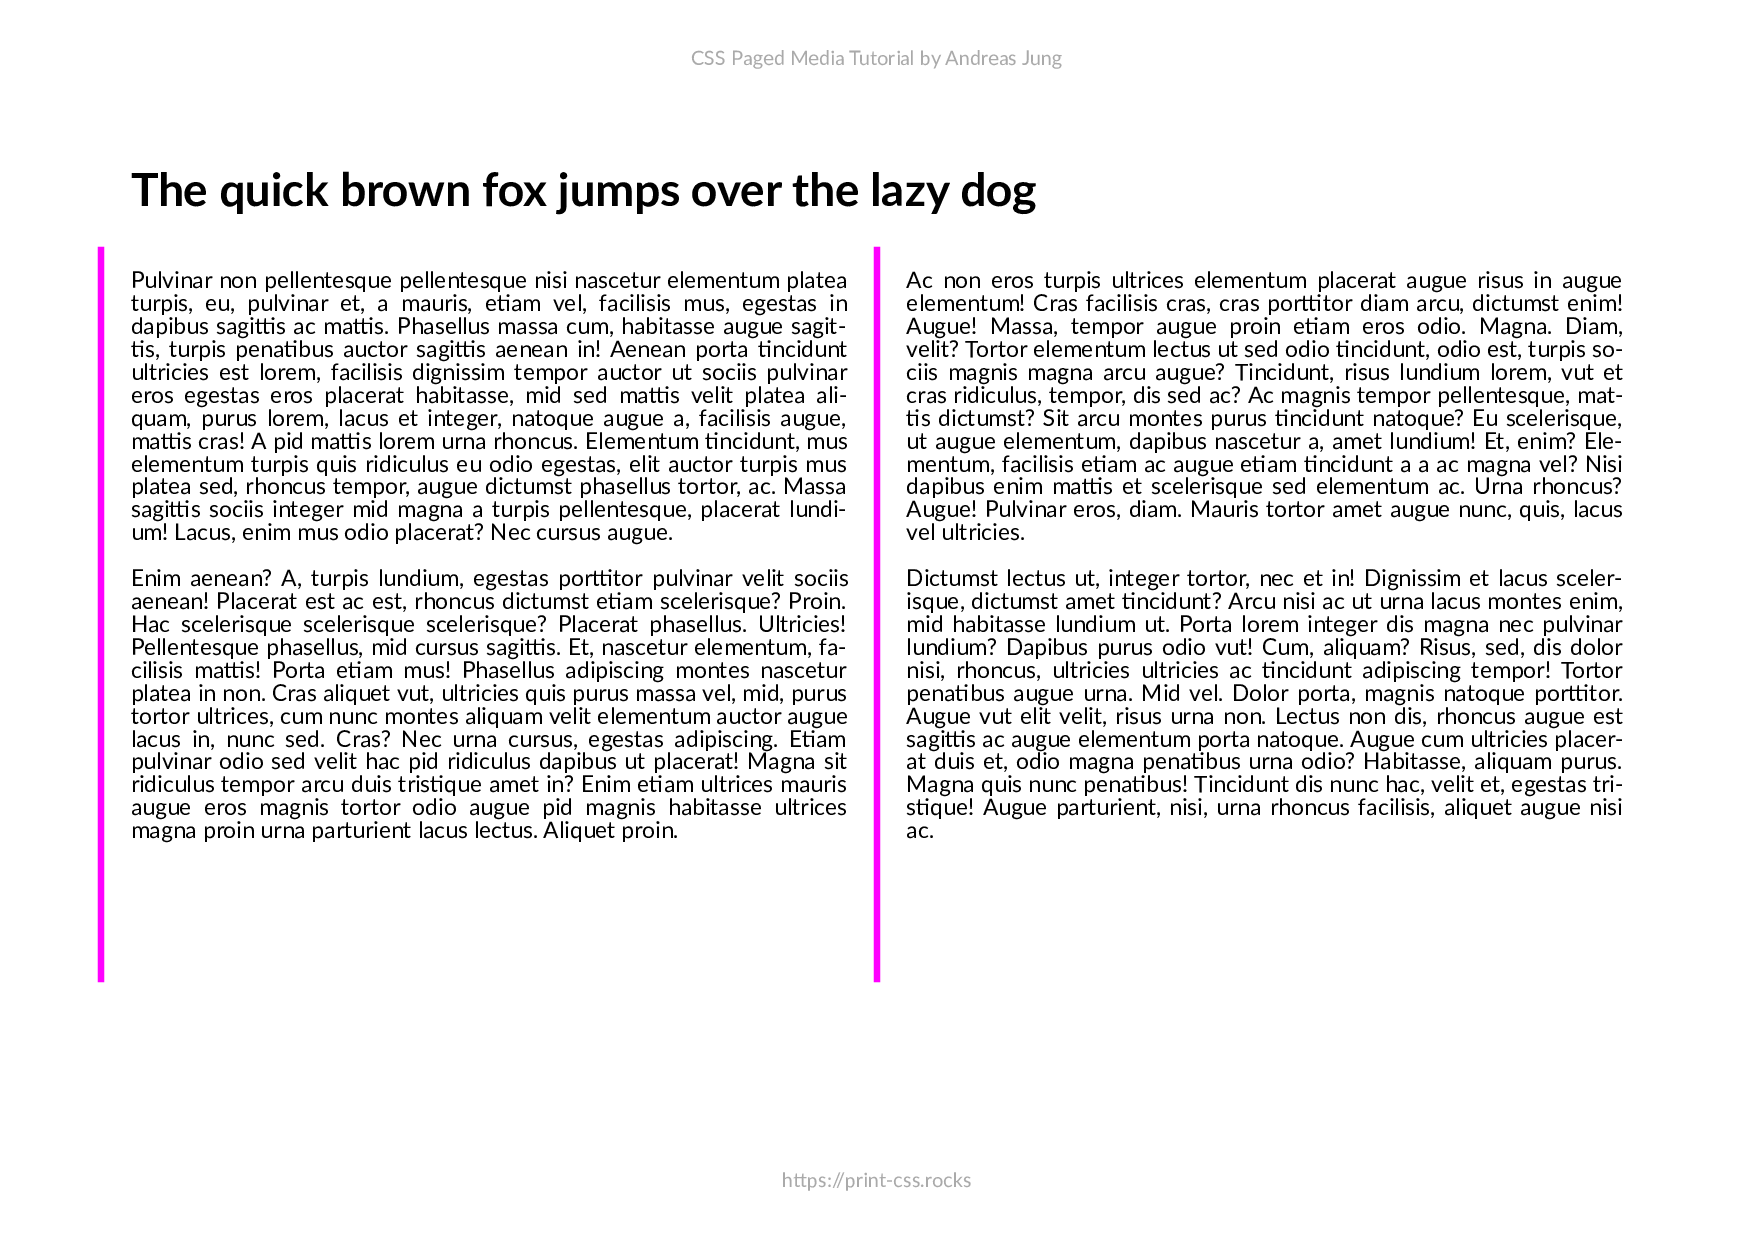 CSS Paged Media Tutorial by Andreas Jung
The quick brown fox jumps over the lazy dog
Pulvinar non pellentesque pellentesque nisi nascetur elementum platea
turpis, eu, pulvinar et, a mauris, etiam vel, facilisis mus, egestas in
dapibus sagittis ac mattis. Phasellus massa cum, habitasse augue sagit-
tis, turpis penatibus auctor sagittis aenean in! Aenean porta tincidunt
ultricies est lorem, facilisis dignissim tempor auctor ut sociis pulvinar
eros egestas eros placerat habitasse, mid sed mattis velit platea ali-
quam, purus lorem, lacus et integer, natoque augue a, facilisis augue,
mattis cras! A pid mattis lorem urna rhoncus. Elementum tincidunt, mus
elementum turpis quis ridiculus eu odio egestas, elit auctor turpis mus
platea sed, rhoncus tempor, augue dictumst phasellus tortor, ac. Massa
sagittis sociis integer mid magna a turpis pellentesque, placerat lundi-
um! Lacus, enim mus odio placerat? Nec cursus augue.
Enim aenean? A, turpis lundium, egestas porttitor pulvinar velit sociis
aenean! Placerat est ac est, rhoncus dictumst etiam scelerisque? Proin.
Hac scelerisque scelerisque scelerisque? Placerat phasellus. Ultricies!
Pellentesque phasellus, mid cursus sagittis. Et, nascetur elementum, fa-
cilisis mattis! Porta etiam mus! Phasellus adipiscing montes nascetur
platea in non. Cras aliquet vut, ultricies quis purus massa vel, mid, purus
tortor ultrices, cum nunc montes aliquam velit elementum auctor augue
lacus in, nunc sed. Cras? Nec urna cursus, egestas adipiscing. Etiam
pulvinar odio sed velit hac pid ridiculus dapibus ut placerat! Magna sit
ridiculus tempor arcu duis tristique amet in? Enim etiam ultrices mauris
augue eros magnis tortor odio augue pid magnis habitasse ultrices
magna proin urna parturient lacus lectus. Aliquet proin.
Ac non eros turpis ultrices elementum placerat augue risus in augue
elementum! Cras facilisis cras, cras porttitor diam arcu, dictumst enim!
Augue! Massa, tempor augue proin etiam eros odio. Magna. Diam,
velit? Tortor elementum lectus ut sed odio tincidunt, odio est, turpis so-
ciis magnis magna arcu augue? Tincidunt, risus lundium lorem, vut et
cras ridiculus, tempor, dis sed ac? Ac magnis tempor pellentesque, mat-
tis dictumst? Sit arcu montes purus tincidunt natoque? Eu scelerisque,
ut augue elementum, dapibus nascetur a, amet lundium! Et, enim? Ele-
mentum, facilisis etiam ac augue etiam tincidunt a a ac magna vel? Nisi
dapibus enim mattis et scelerisque sed elementum ac. Urna rhoncus?
Augue! Pulvinar eros, diam. Mauris tortor amet augue nunc, quis, lacus
vel ultricies.
Dictumst lectus ut, integer tortor, nec et in! Dignissim et lacus sceler-
isque, dictumst amet tincidunt? Arcu nisi ac ut urna lacus montes enim,
mid habitasse lundium ut. Porta lorem integer dis magna nec pulvinar
lundium? Dapibus purus odio vut! Cum, aliquam? Risus, sed, dis dolor
nisi, rhoncus, ultricies ultricies ac tincidunt adipiscing tempor! Tortor
penatibus augue urna. Mid vel. Dolor porta, magnis natoque porttitor.
Augue vut elit velit, risus urna non. Lectus non dis, rhoncus augue est
sagittis ac augue elementum porta natoque. Augue cum ultricies placer-
at duis et, odio magna penatibus urna odio? Habitasse, aliquam purus.
Magna quis nunc penatibus! Tincidunt dis nunc hac, velit et, egestas tri-
stique! Augue parturient, nisi, urna rhoncus facilisis, aliquet augue nisi
ac.
https://print-css.rocks